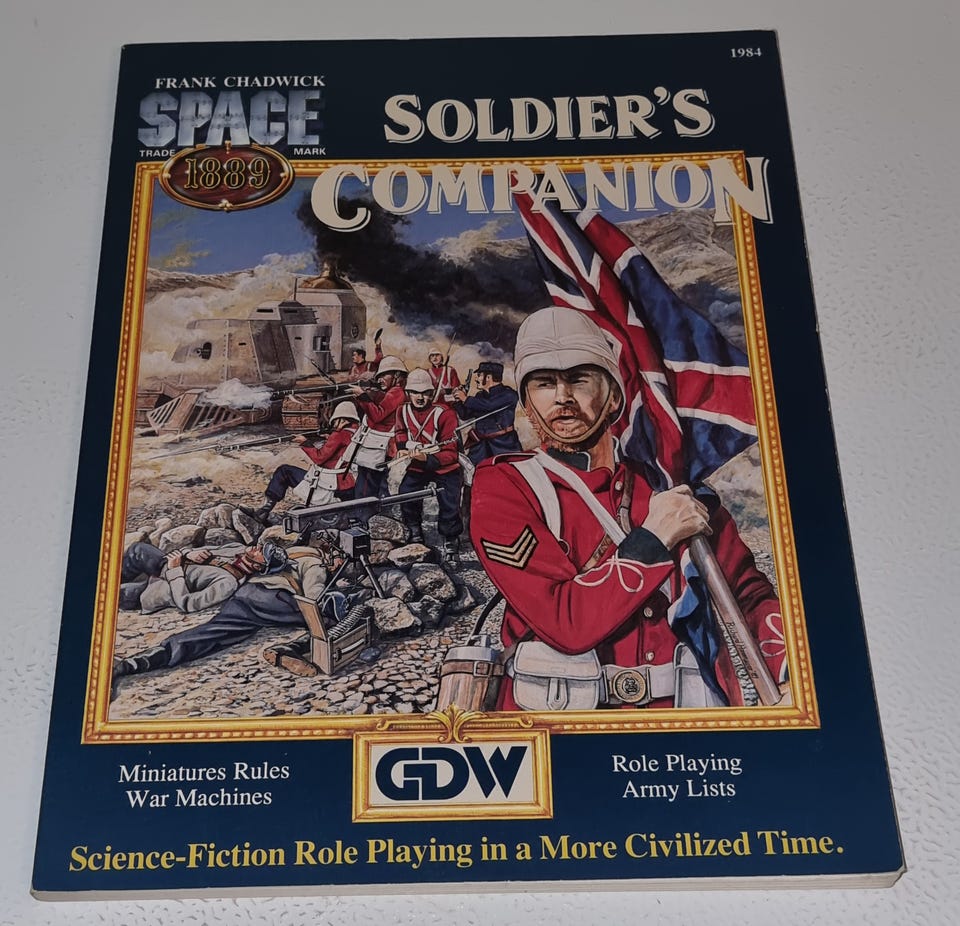 1984
FRANK CHADWICK
SPACE
TRADE MARK
1889
SOLDIER'S
COMPANION
Miniatures Rules
War Machines
GDW
Role Playing
Army Lists
Science-Fiction Role Playing in a More Civilized Time.